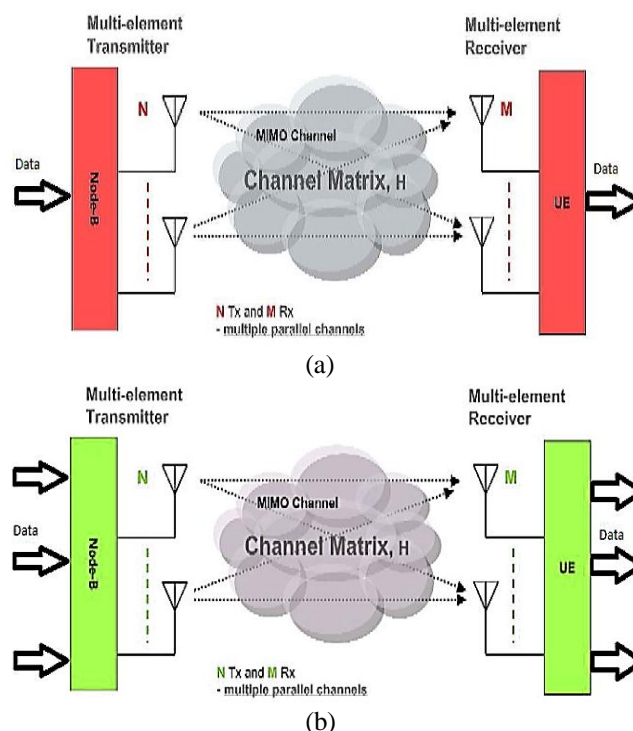 Multi-element
Transmitter
Multi-element
Receiver
N
MIMO Channel
M
Data
Node-B
Channel Matrix, H
UE
Data
N Tx and M Rx
- multiple parallel channels
(a)
Multi-element
Transmitter
Multi-element
Receiver
N
MIMO Channel
M
Data
Node-B
Channel Matrix, H
UE
Data
N Tx and M Rx
- multiple parallel channels
(b)